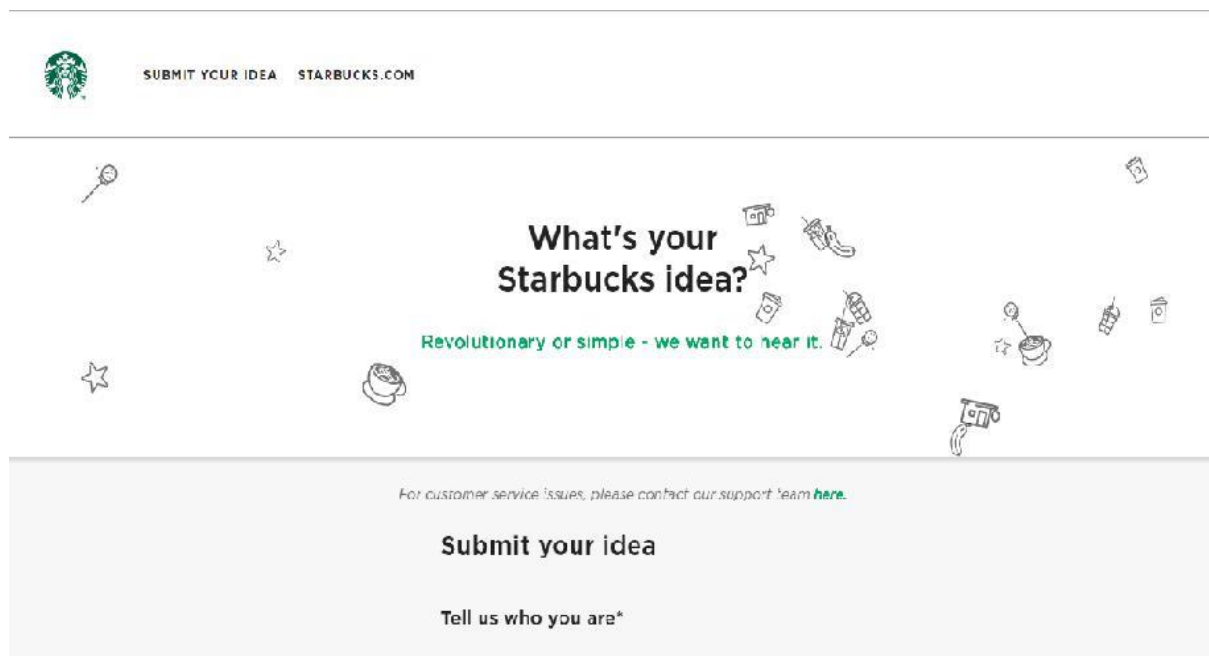 SUBMIT YOUR IDEA STARBUCKS.COM
What's your
Starbucks idea?
Revolutionary or simple - we want to hear it.
For customer service issues, please contact our support team here.
Submit your idea
Tell us who you are*